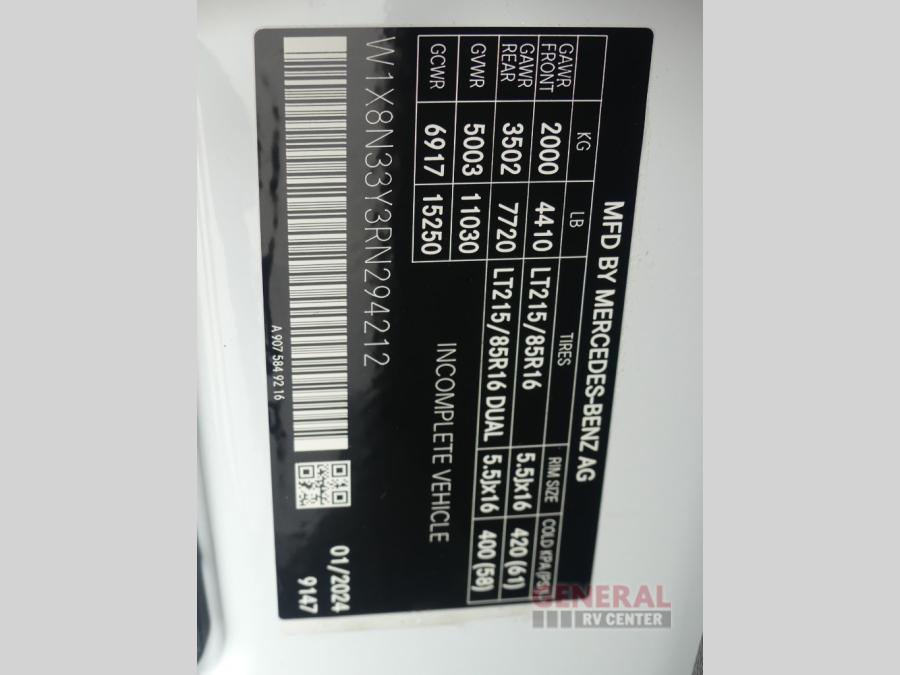 MFD BY MERCEDES-BENZ AG
KG LB TIRES RIM SIZE COLD KPA
GAWR FRONT 2000 4410 LT215/85R16 5.5Jx16 420 (61)
GAWR REAR 3502 7720 LT215/85R16 DUAL 5.5Jx16 400 (58)
GVWR 5003 11030
GCWR 6917 15250 INCOMPLETE VEHICLE
W1X8N33Y3RN294212
01/2024
9147
A 907 584 92 16
GENERAL
RV CENTER